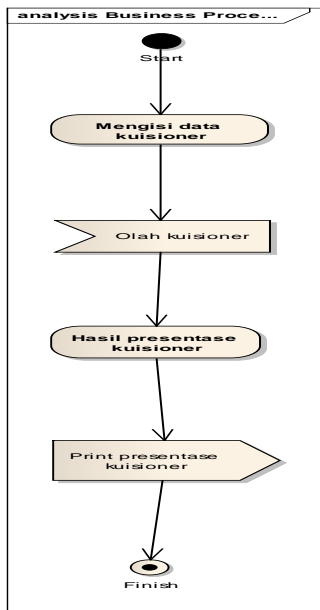 analysis Business Proce...
Start
Mengisi data
kuisioner
Olah kuisioner
Hasil presentase
kuisioner
Print presentase
kuisioner
Finish